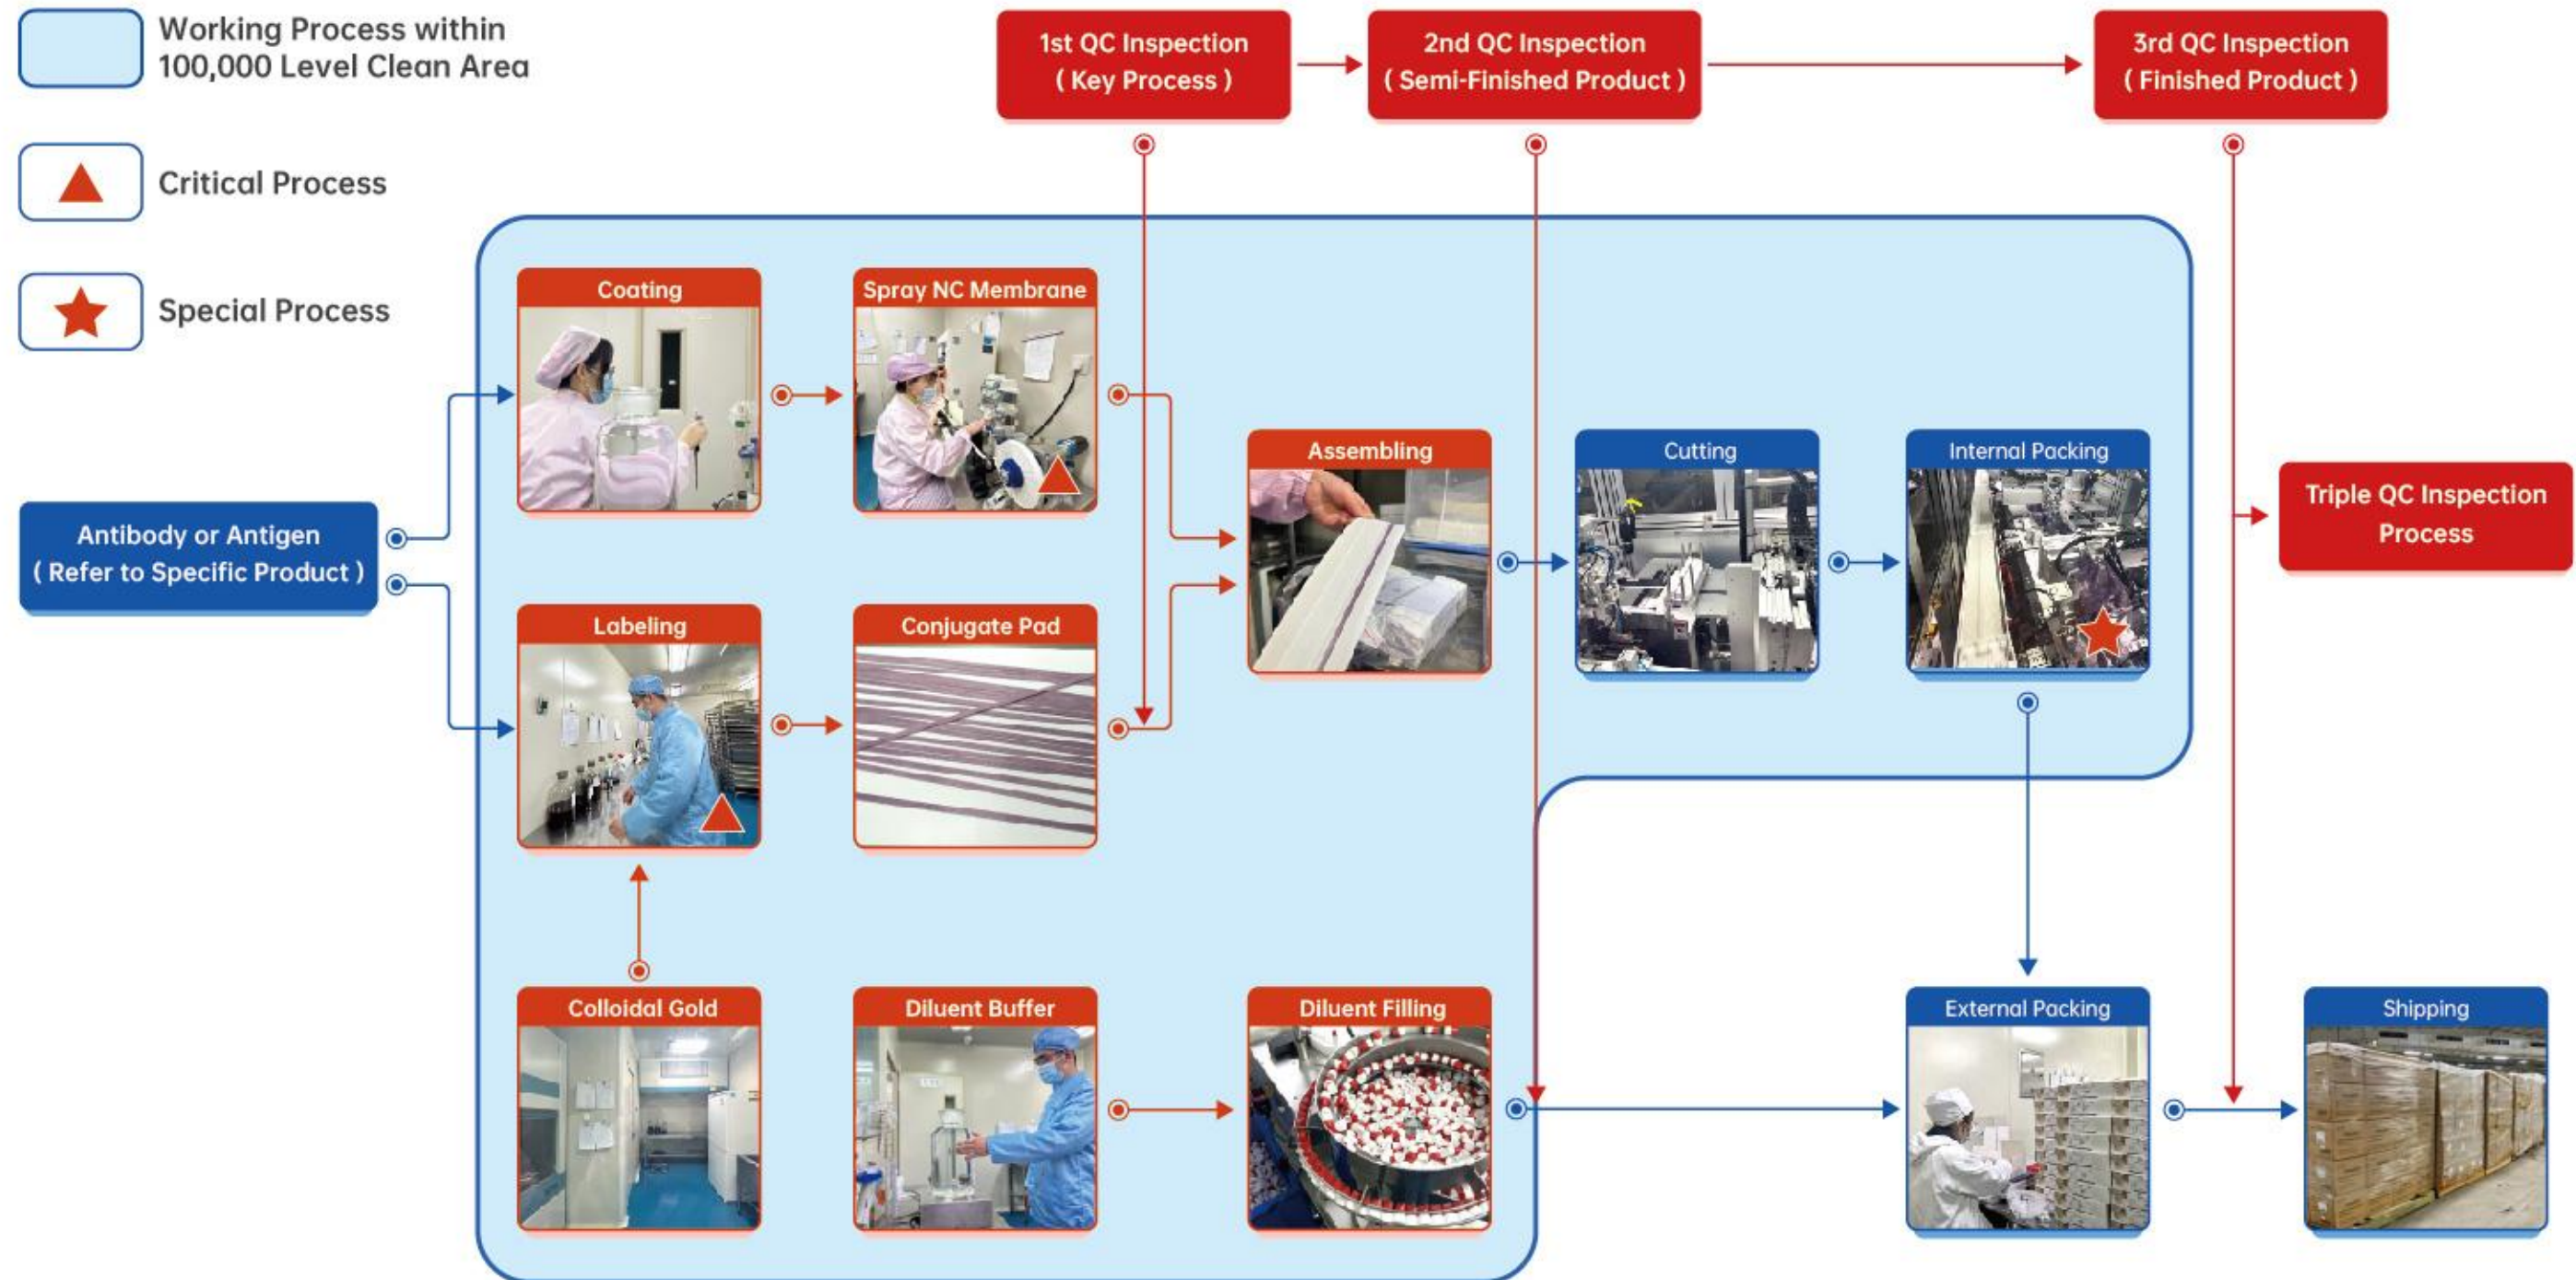 Working Process within
100,000 Level Clean Area
Critical Process
Special Process
1st QC Inspection
( Key Process )
2nd QC Inspection
( Semi-Finished Product )
3rd QC Inspection
( Finished Product )
Coating
Spray NC Membrane
Assembling
Cutting
Internal Packing
Triple QC Inspection
Process
Antibody or Antigen
( Refer to Specific Product )
Labeling
Conjugate Pad
Colloidal Gold
Diluent Buffer
Diluent Filling
External Packing
Shipping